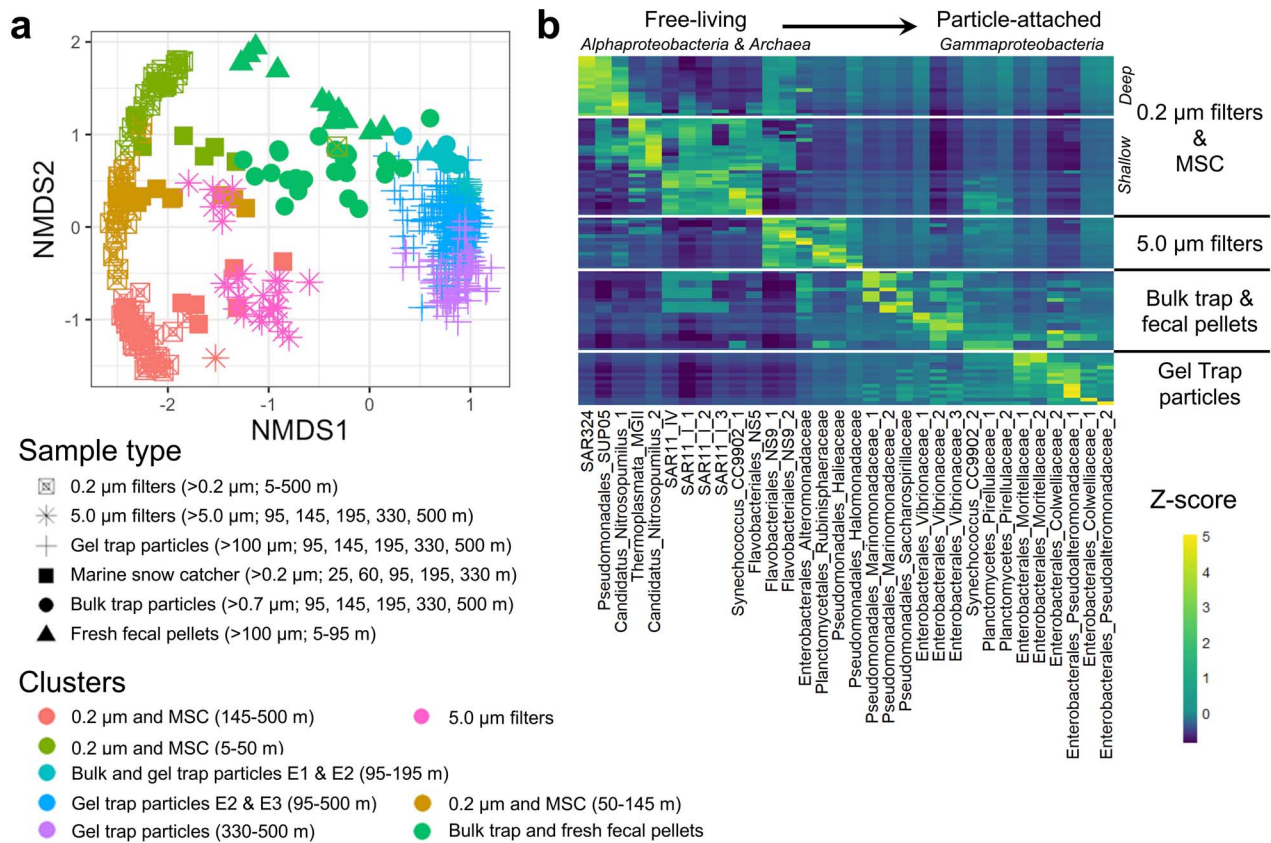 a
2
1
0
-1
NMDS2
-2
-1
0
1
NMDS1
Sample type
0.2 µm filters (>0.2 µm; 5-500 m)
5.0 µm filters (>5.0 µm; 95, 145, 195, 330, 500 m)
Gel trap particles (>100 µm; 95, 145, 195, 330, 500 m)
Marine snow catcher (>0.2 µm; 25, 60, 95, 195, 330 m)
Bulk trap particles (>0.7 µm; 95, 145, 195, 330, 500 m)
Fresh fecal pellets (>100 µm; 5-95 m)
Clusters
0.2 µm and MSC (145-500 m)
5.0 µm filters
0.2 µm and MSC (5-50 m)
Bulk and gel trap particles E1 & E2 (95-195 m)
Gel trap particles E2 & E3 (95-500 m)
0.2 µm and MSC (50-145 m)
Gel trap particles (330-500 m)
Bulk trap and fresh fecal pellets
b
Free-living
Particle-attached
Alphaproteobacteria & Archaea
Gammaproteobacteria
Deep
Shallow
0.2 µm filters
&
MSC
5.0 µm filters
Bulk trap &
fecal pellets
Gel Trap
particles
SAR324
Pseudomonadales_SUP05
Candidatus_Nitrosopumilus_1
Thermoplasmata_MGII
Candidatus_Nitrosopumilus_2
SAR11_IV
SAR11_I_1
SAR11_I_2
SAR11_I_3
Synechococcus_CC9902_1
Flavobacteriales_NS5
Flavobacteriales_NS9_1
Flavobacteriales_NS9_2
Enterobacterales_Alteromonadaceae
Planctomycetales_Rubinisphaeraceae
Pseudomonadales_Halieaceae
Pseudomonadales_Halomonadaceae
Pseudomonadales_Marinomonadaceae_1
Pseudomonadales_Marinomonadaceae_2
Pseudomonadales_Saccharospirillaceae
Enterobacterales_Vibrionaceae_1
Enterobacterales_Vibrionaceae_2
Enterobacterales_Vibrionaceae_3
Synechococcus_CC9902_2
Planctomycetes_Pirellulaceae_1
Planctomycetes_Pirellulaceae_2
Enterobacterales_Moritellaceae_1
Enterobacterales_Moritellaceae_2
Enterobacterales_Colwelliaceae_2
Enterobacterales_Pseudoalteromonadaceae_1
Enterobacterales_Colwelliaceae_1
Enterobacterales_Pseudoalteromonadaceae_2
Z-score
5
4
3
2
1
0